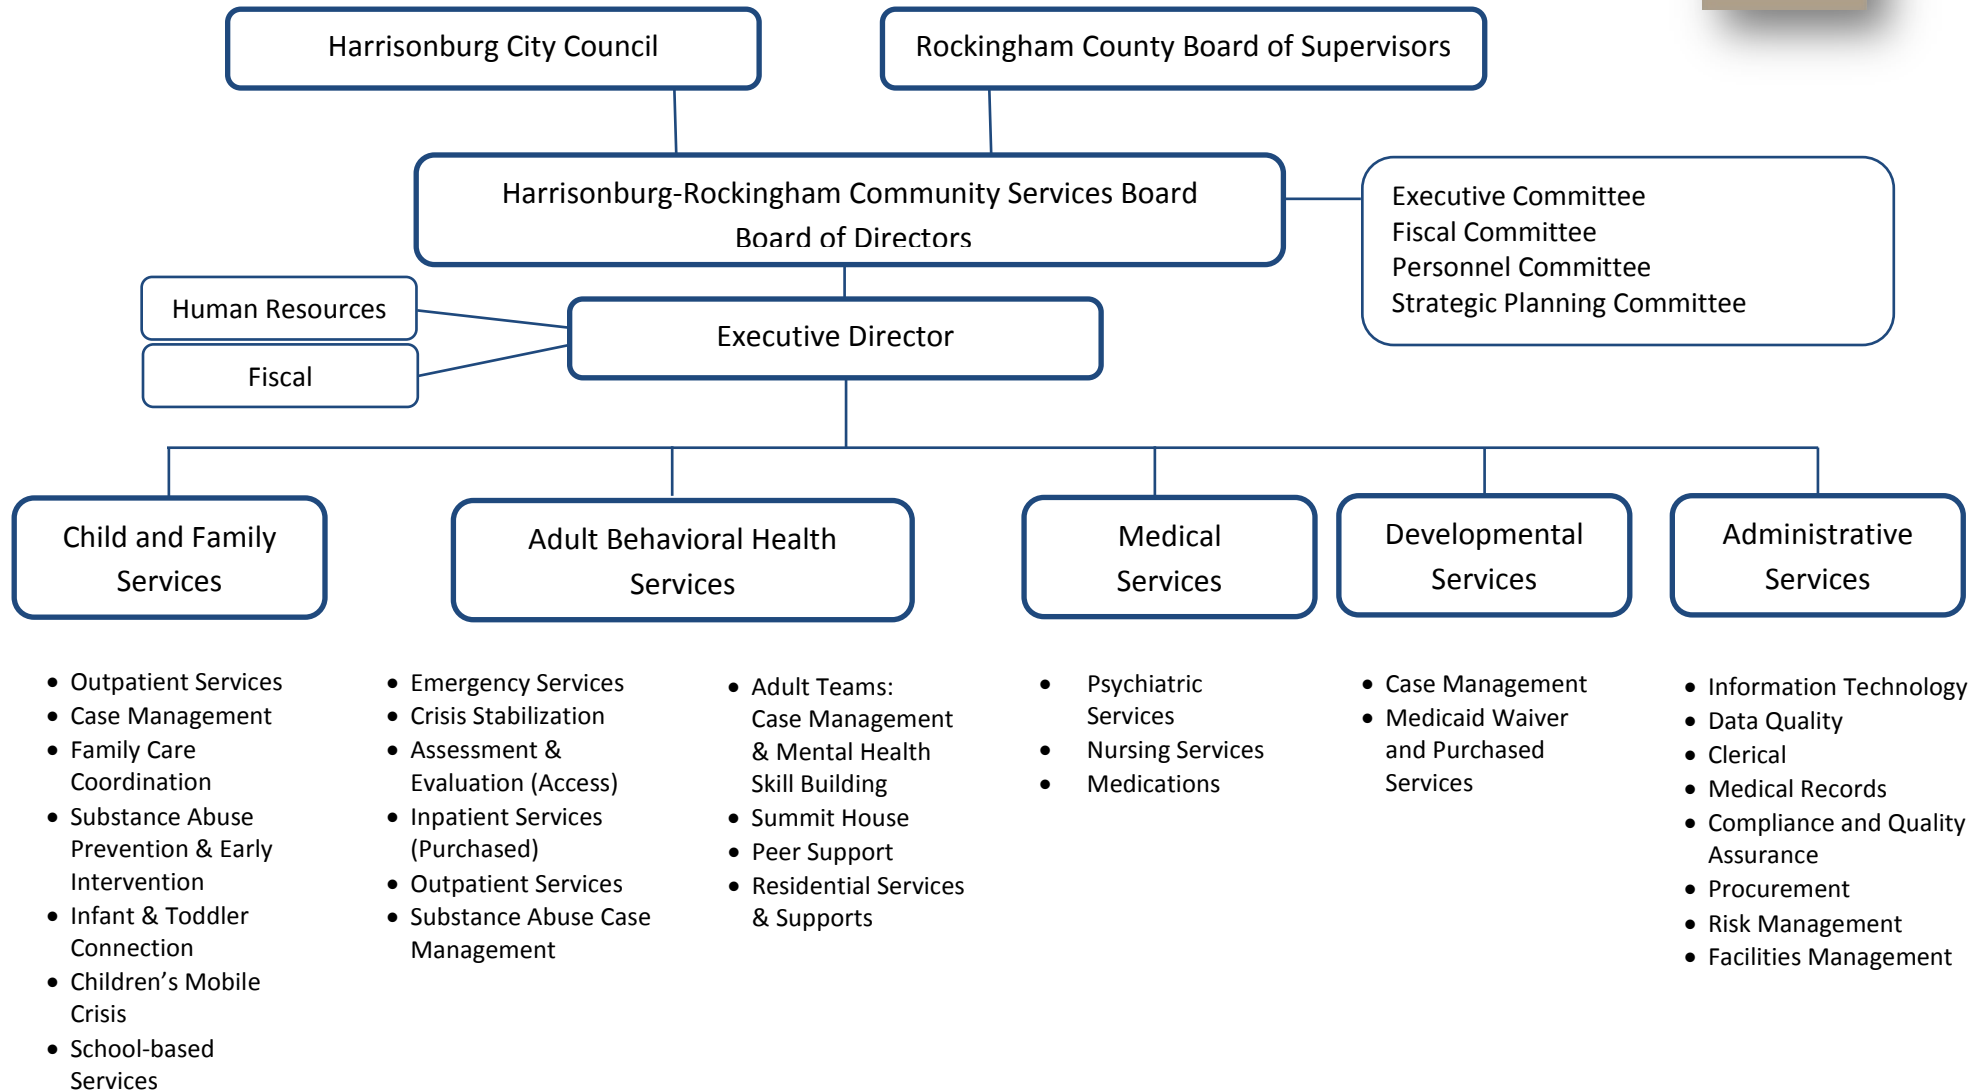 Harrisonburg City Council
Rockingham County Board of Supervisors
Harrisonburg-Rockingham Community Services Board
Board of Directors
Executive Committee
Fiscal Committee
Personnel Committee
Strategic Planning Committee
Human Resources
Fiscal
Executive Director
Child and Family
Services
Adult Behavioral Health
Services
Medical
Services
Developmental
Services
Administrative
Services
• Outpatient Services
• Case Management
• Family Care
Coordination
• Substance Abuse
Prevention & Early
Intervention
• Infant & Toddler
Connection
• Children’s Mobile
Crisis
• School-based
Services
• Emergency Services
• Crisis Stabilization
• Assessment &
Evaluation (Access)
• Inpatient Services
(Purchased)
• Outpatient Services
• Substance Abuse Case
Management
• Adult Teams:
Case Management
& Mental Health
Skill Building
• Summit House
• Peer Support
• Residential Services
& Supports
• Psychiatric
Services
• Nursing Services
• Medications
• Case Management
• Medicaid Waiver
and Purchased
Services
• Information Technology
• Data Quality
• Clerical
• Medical Records
• Compliance and Quality
Assurance
• Procurement
• Risk Management
• Facilities Management